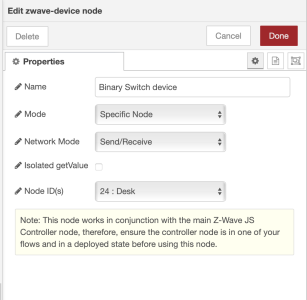 Edit zwave-device node
Delete
Cancel
Done
Properties
Name
Binary Switch device
Mode
Specific Node
Network Mode
Send/Receive
Isolated getValue
Node ID(s)
24 : Desk
Note: This node works in conjunction with the main Z-Wave JS
Controller node, therefore, ensure the controller node is in one of your
flows and in a deployed state before using this node.